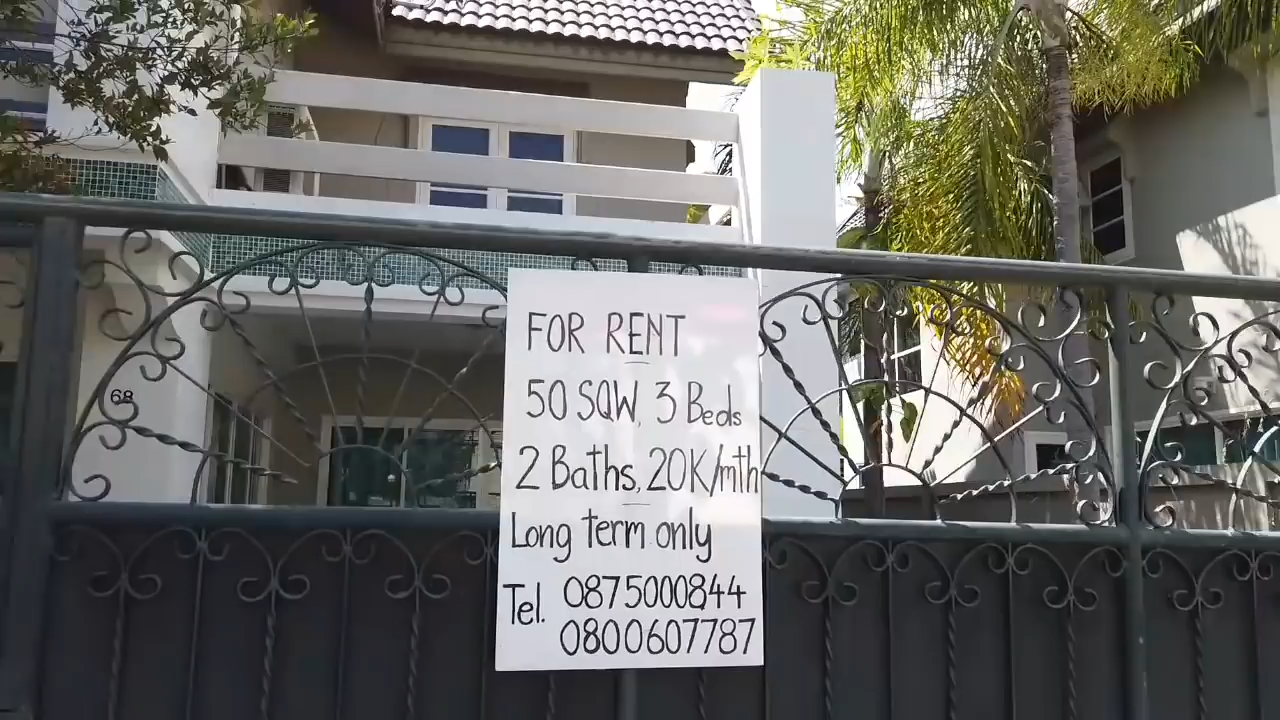 68
FOR RENT
50 SQW, 3 Beds
2 Baths, 20K/mth
Long term only
Tel. 0875000844
0800607787